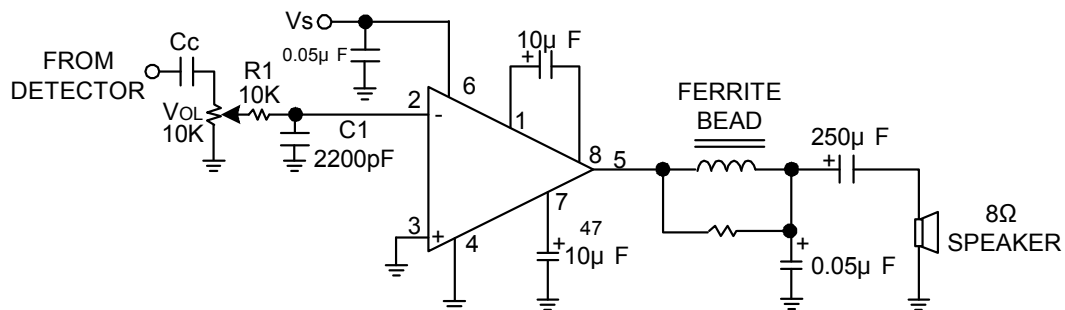 FROM
DETECTOR
Cc
VOL
10K
R1
10K
C1
2200pF
Vs
0.05μ F
6
2
-
3
+
4
1
+
10μ F
8
5
7
47
+
10μ F
FERRITE
BEAD
250μ F
+
+
0.05μ F
8Ω
SPEAKER